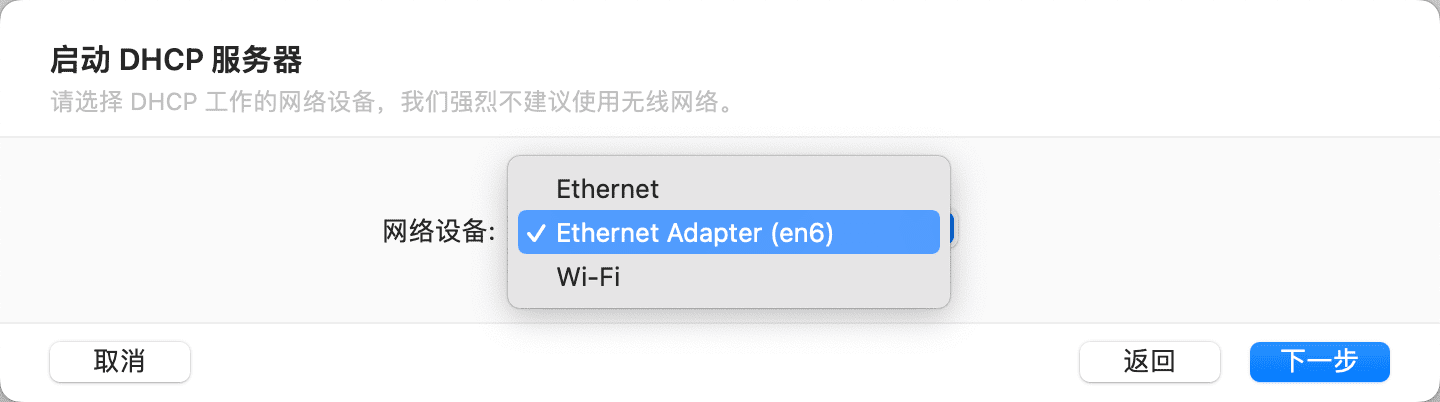 启动 DHCP 服务器
请选择 DHCP 工作的网络设备，我们强烈不建议使用无线网络。
Ethernet
网络设备: ✓ Ethernet Adapter (en6)
Wi-Fi
取消 返回 下一步